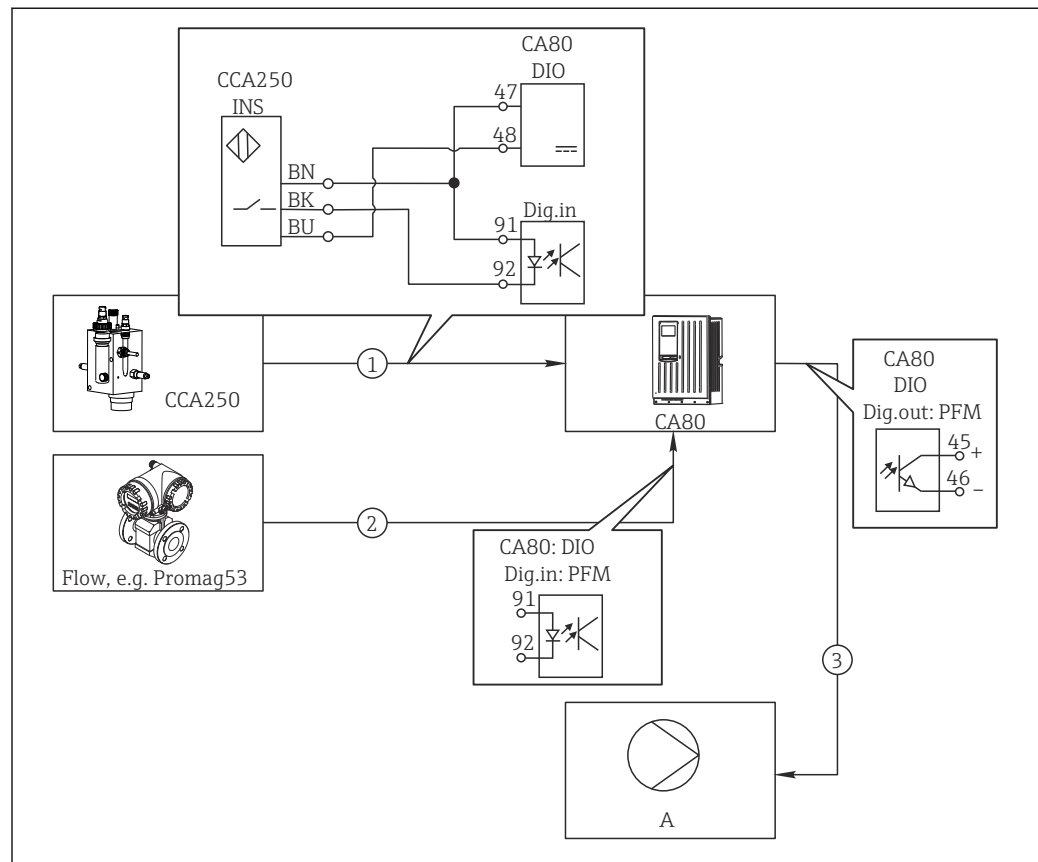 CA80
DIO
CCA250
INS
47
48
BN
BK
BU
Dig.in
91
92
1
CCA250
CA80
CA80
DIO
Dig.out: PFM
45 +
46 −
2
Flow, e.g. Promag53
CA80: DIO
Dig.in: PFM
91
92
3
A